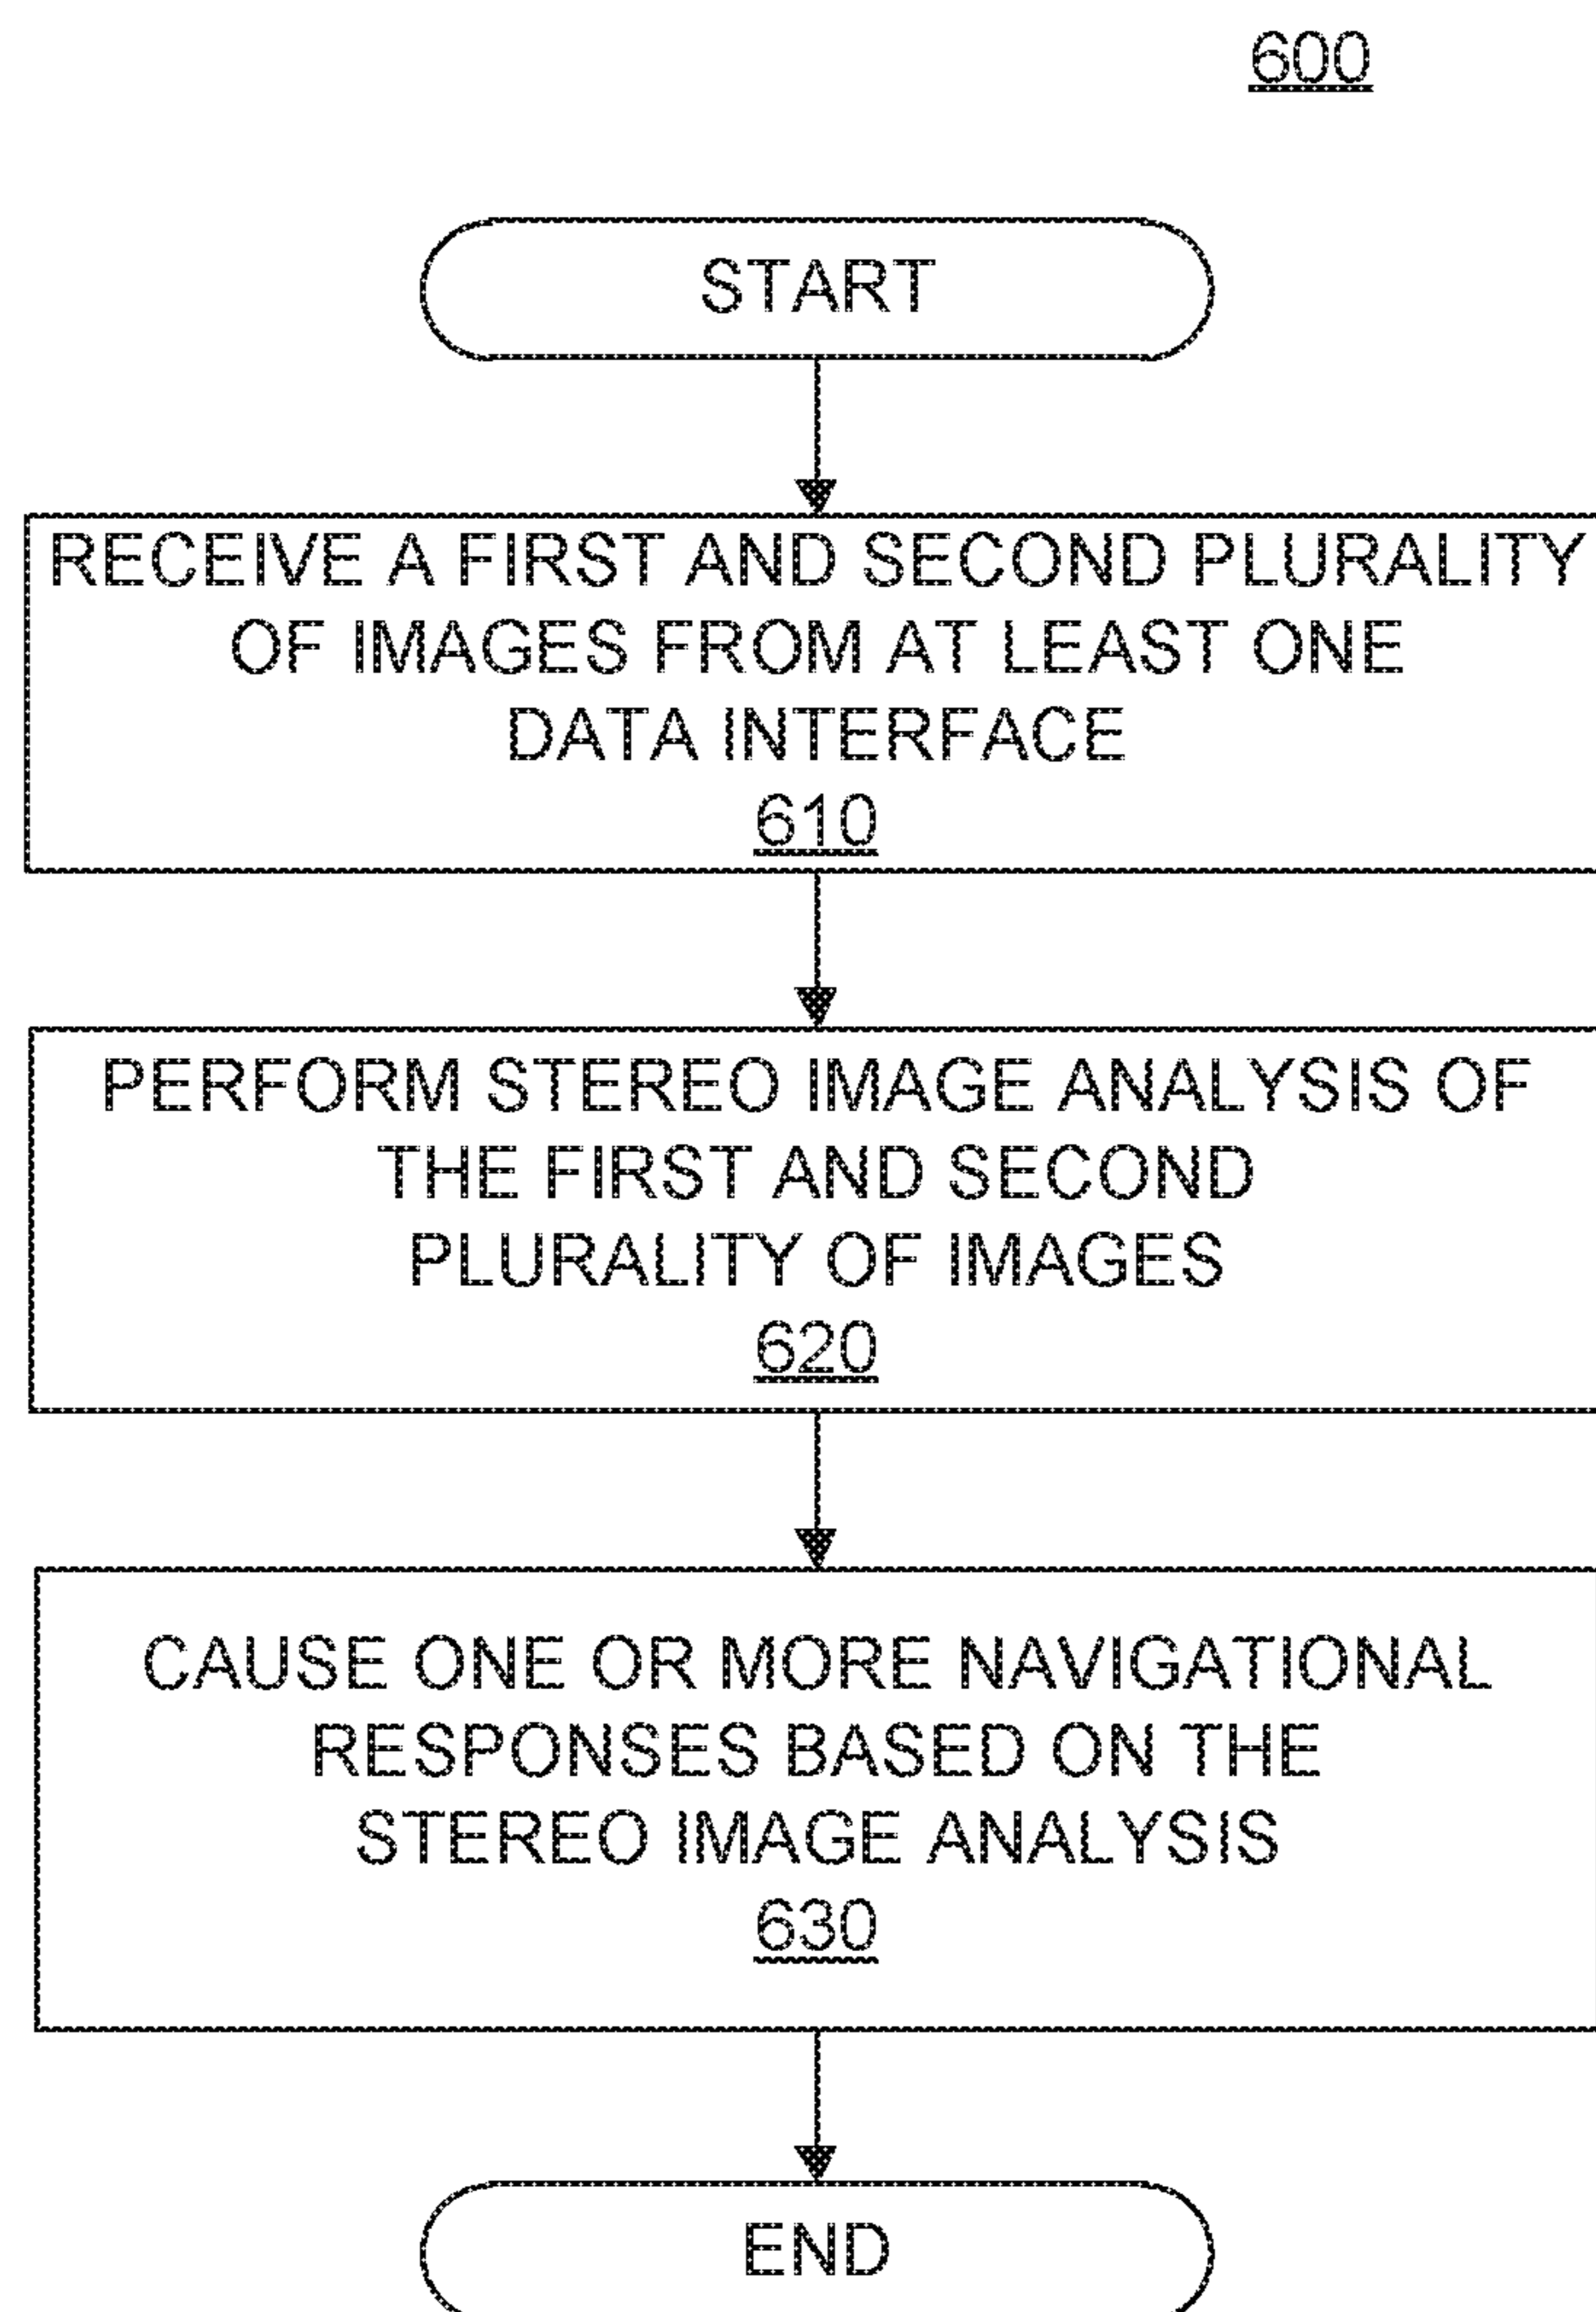 600
START
RECEIVE A FIRST AND SECOND PLURALITY
OF IMAGES FROM AT LEAST ONE
DATA INTERFACE
610
PERFORM STEREO IMAGE ANALYSIS OF
THE FIRST AND SECOND
PLURALITY OF IMAGES
620
CAUSE ONE OR MORE NAVIGATIONAL
RESPONSES BASED ON THE
STEREO IMAGE ANALYSIS
630
END